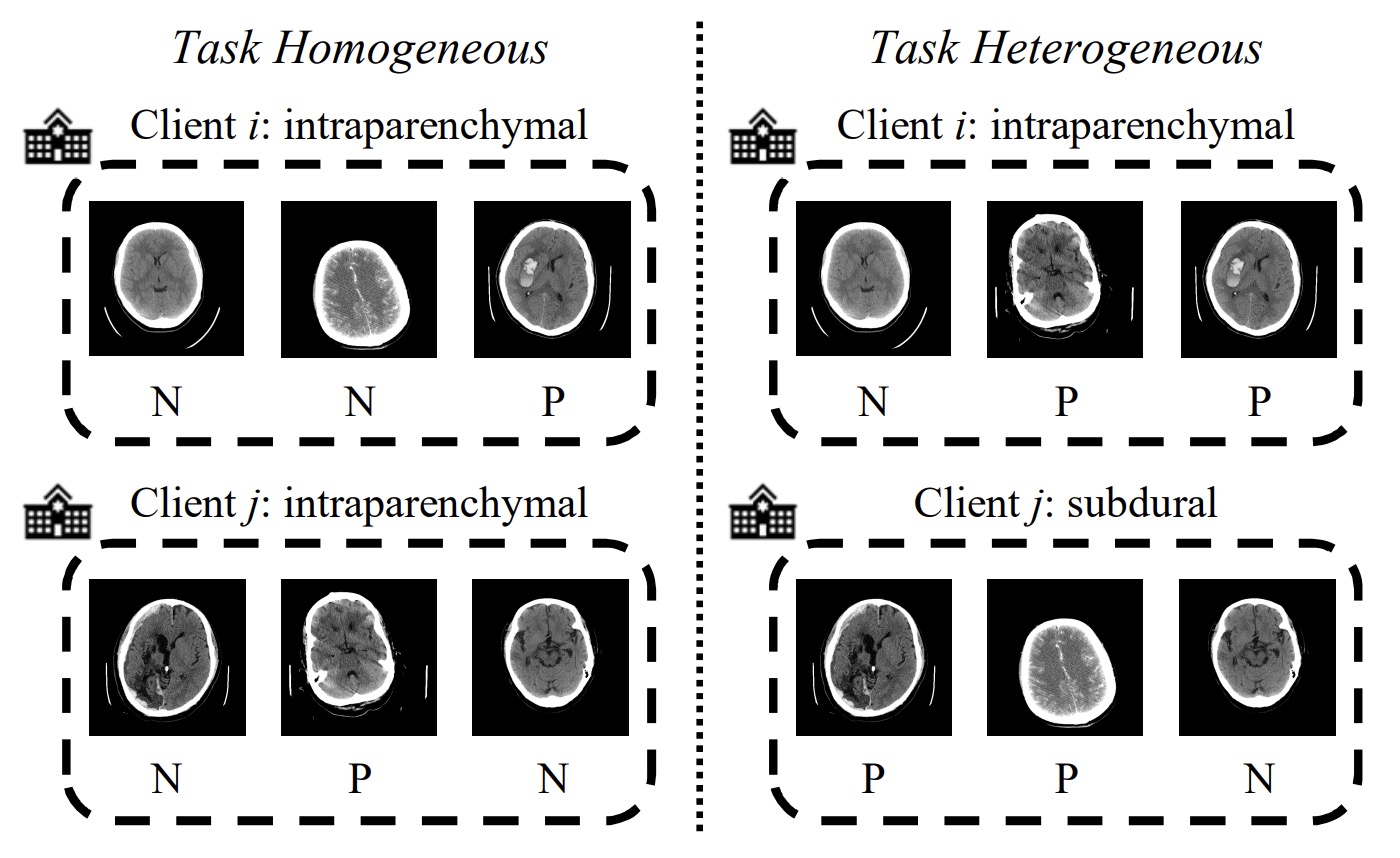 Task Homogeneous
Client i: intraparenchymal
N N P
Client j: intraparenchymal
N P N
Task Heterogeneous
Client i: intraparenchymal
N P P
Client j: subdural
P P N